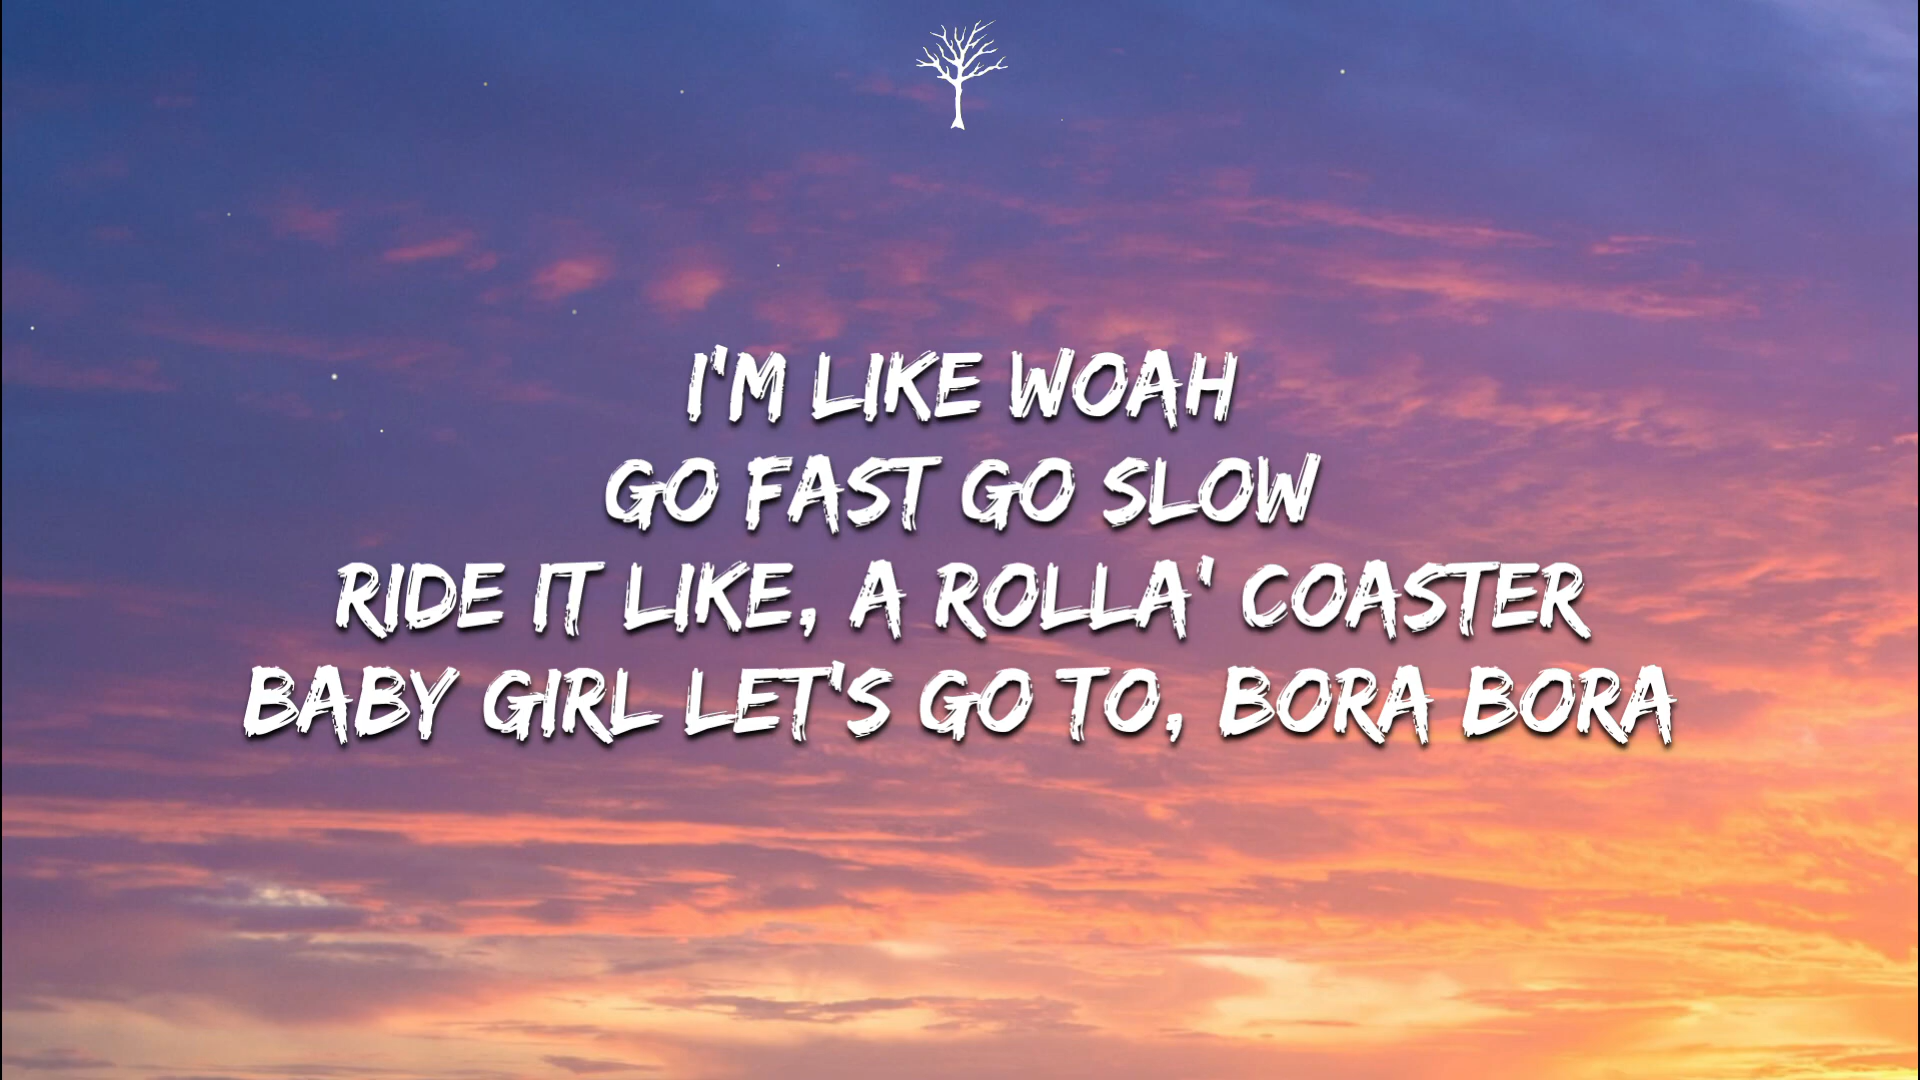 I'M LIKE WOAH
GO FAST GO SLOW
RIDE IT LIKE, A ROLLA' COASTER
BABY GIRL LET'S GO TO, BORA BORA